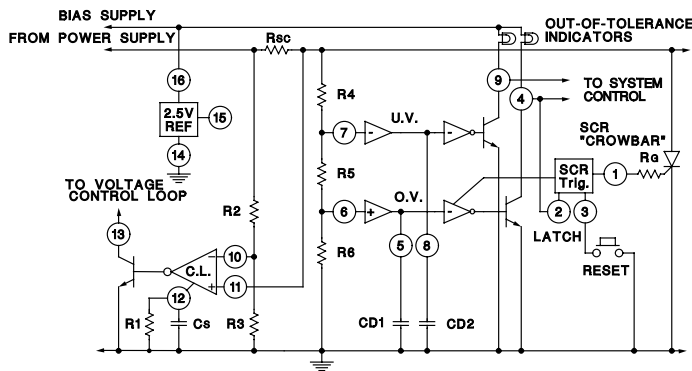 BIAS SUPPLY
FROM POWER SUPPLY
RSC
OUT-OF-TOLERANCE
INDICATORS
16
2.5V
REF
15
14
R4
9
4
TO SYSTEM
CONTROL
7
-
U.V.
-
SCR
"CROWBAR"
RG
SCR
Trig.
1
2
3
LATCH
RESET
TO VOLTAGE
CONTROL LOOP
13
R2
R5
6
+
O.V.
-
5
8
R6
C.L.
-
10
+
11
12
R1
CS
R3
CD1
CD2